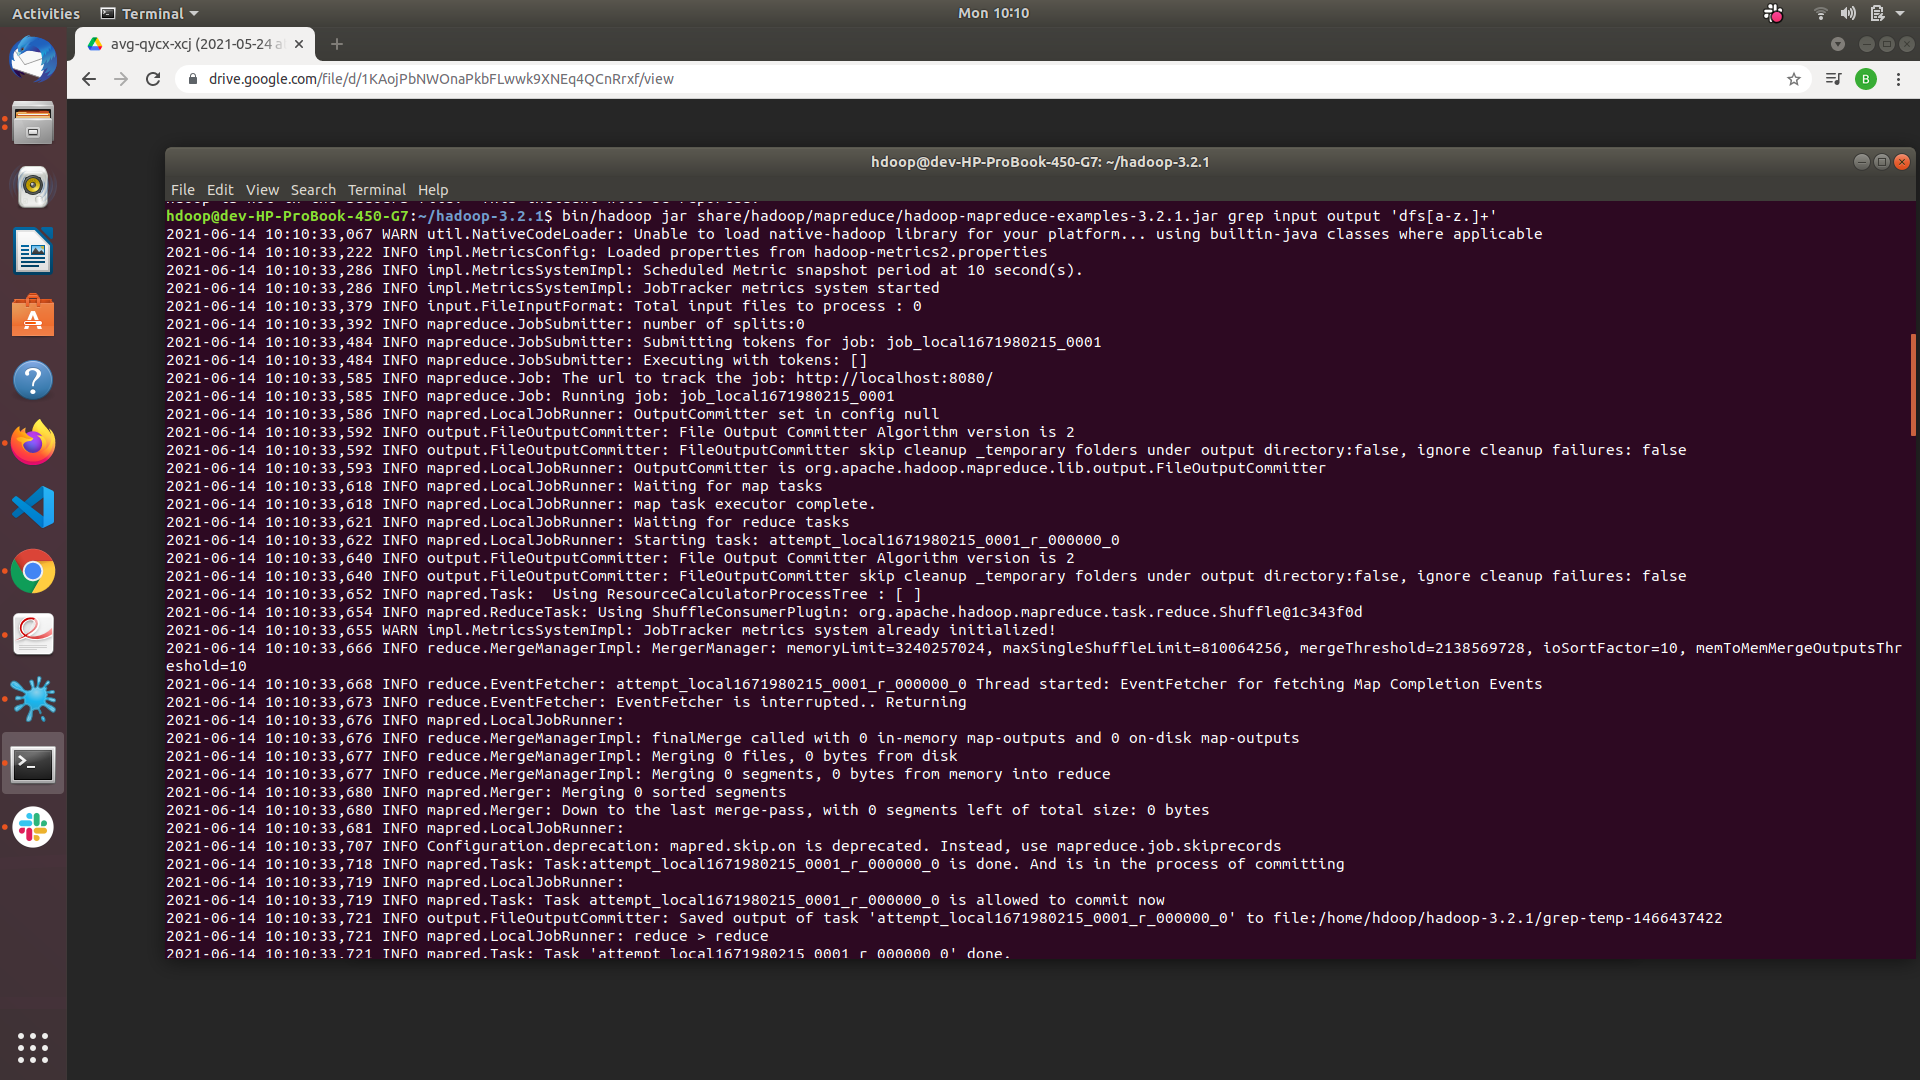 Activities
Terminal
Mon 10:10
avg-qycx-xcj (2021-05-24 a
drive.google.com/file/d/1KAojPbNWOnaPkbFLwwk9XNEq4QCnRrxf/view
B
hdoop@dev-HP-ProBook-450-G7: ~/hadoop-3.2.1
File Edit View Search Terminal Help
hdoop@dev-HP-ProBook-450-G7:~/hadoop-3.2.1$ bin/hadoop jar share/hadoop/mapreduce/hadoop-mapreduce-examples-3.2.1.jar grep input output 'dfs[a-z.]+'
2021-06-14 10:10:33,067 WARN util.NativeCodeLoader: Unable to load native-hadoop library for your platform... using builtin-java classes where applicable
2021-06-14 10:10:33,222 INFO impl.MetricsConfig: Loaded properties from hadoop-metrics2.properties
2021-06-14 10:10:33,286 INFO impl.MetricsSystemImpl: Scheduled Metric snapshot period at 10 second(s).
2021-06-14 10:10:33,286 INFO impl.MetricsSystemImpl: JobTracker metrics system started
2021-06-14 10:10:33,379 INFO input.FileInputFormat: Total input files to process : 0
2021-06-14 10:10:33,392 INFO mapreduce.JobSubmitter: number of splits:0
2021-06-14 10:10:33,484 INFO mapreduce.JobSubmitter: Submitting tokens for job: job_local1671980215_0001
2021-06-14 10:10:33,484 INFO mapreduce.JobSubmitter: Executing with tokens: []
2021-06-14 10:10:33,585 INFO mapreduce.Job: The url to track the job: http://localhost:8080/
2021-06-14 10:10:33,585 INFO mapreduce.Job: Running job: job_local1671980215_0001
2021-06-14 10:10:33,586 INFO mapred.LocalJobRunner: OutputCommitter set in config null
2021-06-14 10:10:33,592 INFO output.FileOutputCommitter: File Output Committer Algorithm version is 2
2021-06-14 10:10:33,592 INFO output.FileOutputCommitter: FileOutputCommitter skip cleanup _temporary folders under output directory:false, ignore cleanup failures: false
2021-06-14 10:10:33,593 INFO mapred.LocalJobRunner: OutputCommitter is org.apache.hadoop.mapreduce.lib.output.FileOutputCommitter
2021-06-14 10:10:33,618 INFO mapred.LocalJobRunner: Waiting for map tasks
2021-06-14 10:10:33,618 INFO mapred.LocalJobRunner: map task executor complete.
2021-06-14 10:10:33,621 INFO mapred.LocalJobRunner: Waiting for reduce tasks
2021-06-14 10:10:33,622 INFO mapred.LocalJobRunner: Starting task: attempt_local1671980215_0001_r_000000_0
2021-06-14 10:10:33,640 INFO output.FileOutputCommitter: File Output Committer Algorithm version is 2
2021-06-14 10:10:33,640 INFO output.FileOutputCommitter: FileOutputCommitter skip cleanup _temporary folders under output directory:false, ignore cleanup failures: false
2021-06-14 10:10:33,652 INFO mapred.Task:  Using ResourceCalculatorProcessTree : [ ]
2021-06-14 10:10:33,654 INFO mapred.ReduceTask: Using ShuffleConsumerPlugin: org.apache.hadoop.mapreduce.task.reduce.Shuffle@1c343f0d
2021-06-14 10:10:33,655 WARN impl.MetricsSystemImpl: JobTracker metrics system already initialized!
2021-06-14 10:10:33,666 INFO reduce.MergeManagerImpl: MergerManager: memoryLimit=3240257024, maxSingleShuffleLimit=810064256, mergeThreshold=2138569728, ioSortFactor=10, memToMemMergeOutputsThr
eshold=10
2021-06-14 10:10:33,668 INFO reduce.EventFetcher: attempt_local1671980215_0001_r_000000_0 Thread started: EventFetcher for fetching Map Completion Events
2021-06-14 10:10:33,673 INFO reduce.EventFetcher: EventFetcher is interrupted.. Returning
2021-06-14 10:10:33,676 INFO mapred.LocalJobRunner:
2021-06-14 10:10:33,676 INFO reduce.MergeManagerImpl: finalMerge called with 0 in-memory map-outputs and 0 on-disk map-outputs
2021-06-14 10:10:33,677 INFO reduce.MergeManagerImpl: Merging 0 files, 0 bytes from disk
2021-06-14 10:10:33,677 INFO reduce.MergeManagerImpl: Merging 0 segments, 0 bytes from memory into reduce
2021-06-14 10:10:33,680 INFO mapred.Merger: Merging 0 sorted segments
2021-06-14 10:10:33,680 INFO mapred.Merger: Down to the last merge-pass, with 0 segments left of total size: 0 bytes
2021-06-14 10:10:33,681 INFO mapred.LocalJobRunner:
2021-06-14 10:10:33,707 INFO Configuration.deprecation: mapred.skip.on is deprecated. Instead, use mapreduce.job.skiprecords
2021-06-14 10:10:33,718 INFO mapred.Task: Task:attempt_local1671980215_0001_r_000000_0 is done. And is in the process of committing
2021-06-14 10:10:33,719 INFO mapred.LocalJobRunner:
2021-06-14 10:10:33,719 INFO mapred.Task: Task attempt_local1671980215_0001_r_000000_0 is allowed to commit now
2021-06-14 10:10:33,721 INFO output.FileOutputCommitter: Saved output of task 'attempt_local1671980215_0001_r_000000_0' to file:/home/hdoop/hadoop-3.2.1/grep-temp-1466437422
2021-06-14 10:10:33,721 INFO mapred.LocalJobRunner: reduce > reduce
2021-06-14 10:10:33,721 INFO mapred.Task: Task 'attempt_local1671980215_0001_r_000000_0' done.